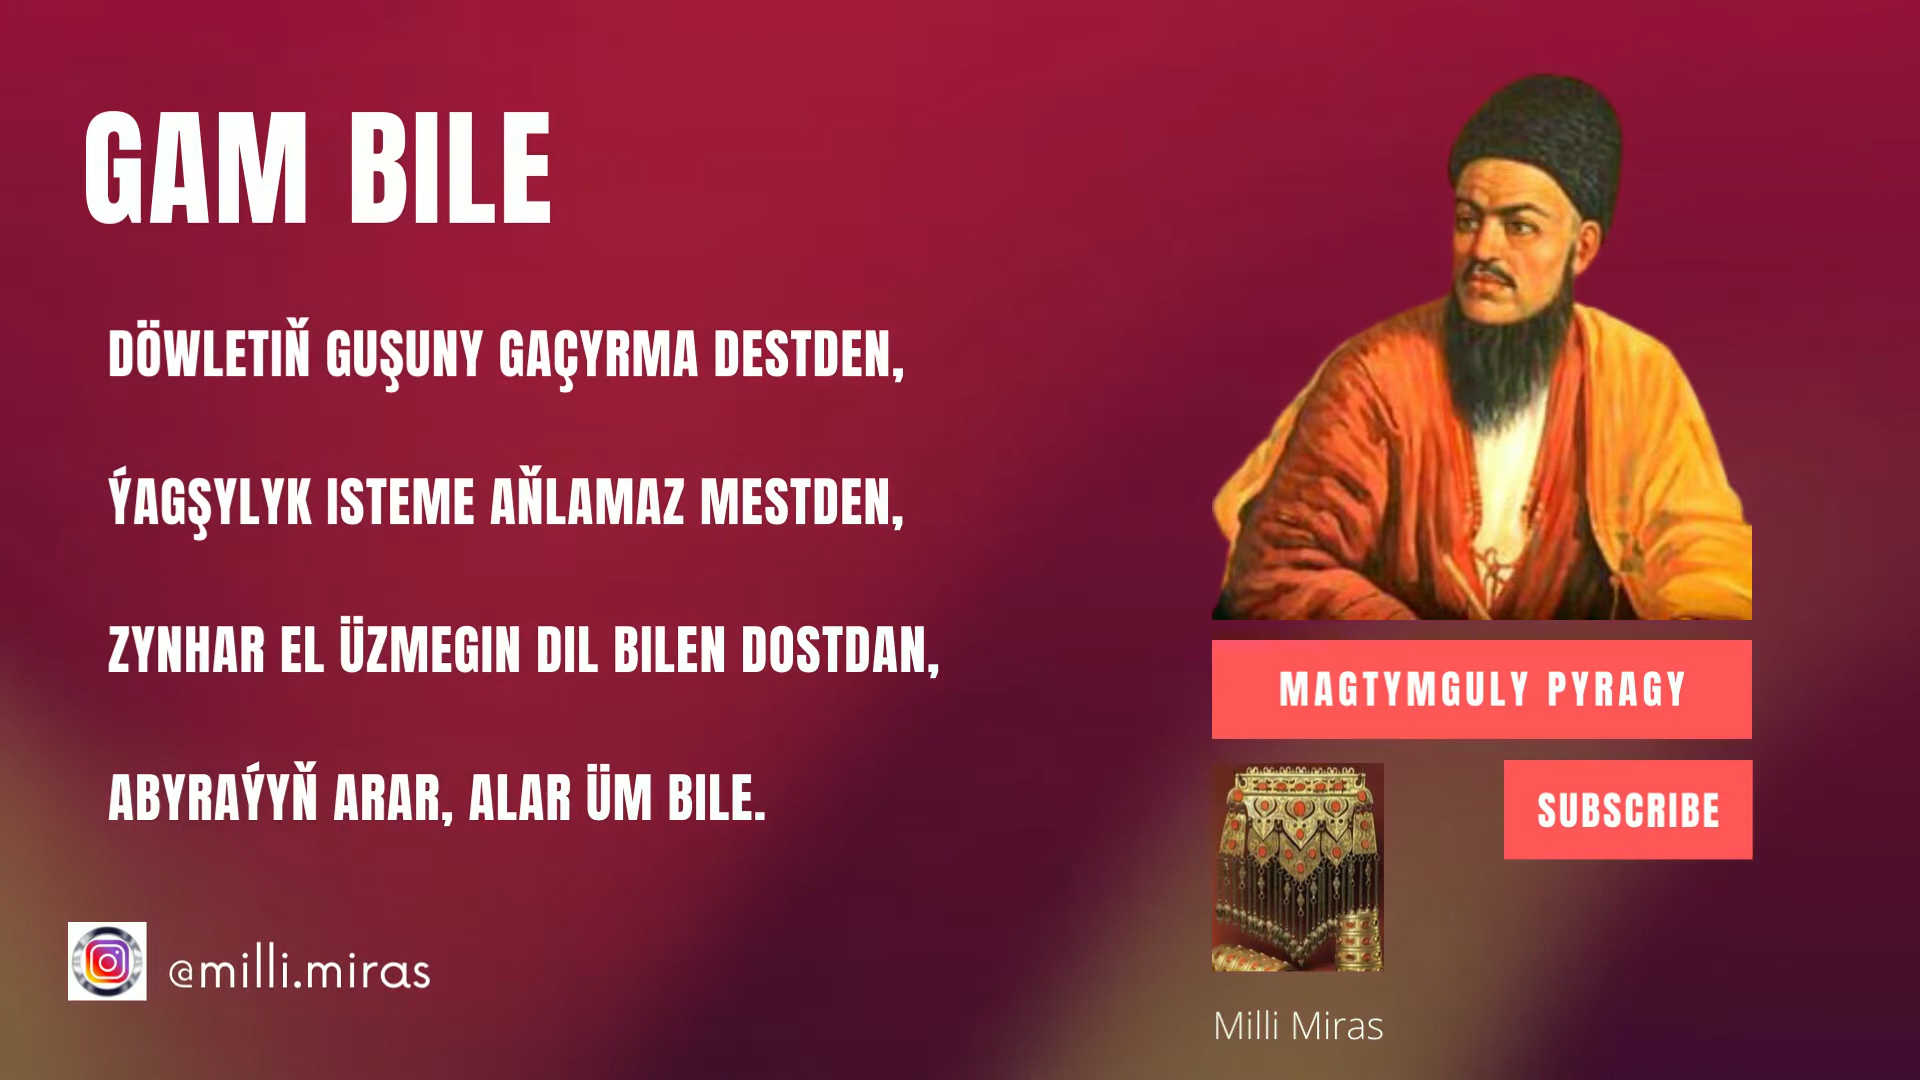 GAM BILE
DÖWLETIŇ GUŞUNY GAÇYRMA DESTDEN,
ÝAGŞYLYK ISTEME AŇLAMAZ MESTDEN,
ZYNHAR EL ÜZMEGIN DIL BILEN DOSTDAN,
ABYRAÝYŇ ARAR, ALAR ÜM BILE.
@milli.miras
MAGTYMGULY PYRAGY
SUBSCRIBE
Milli Miras